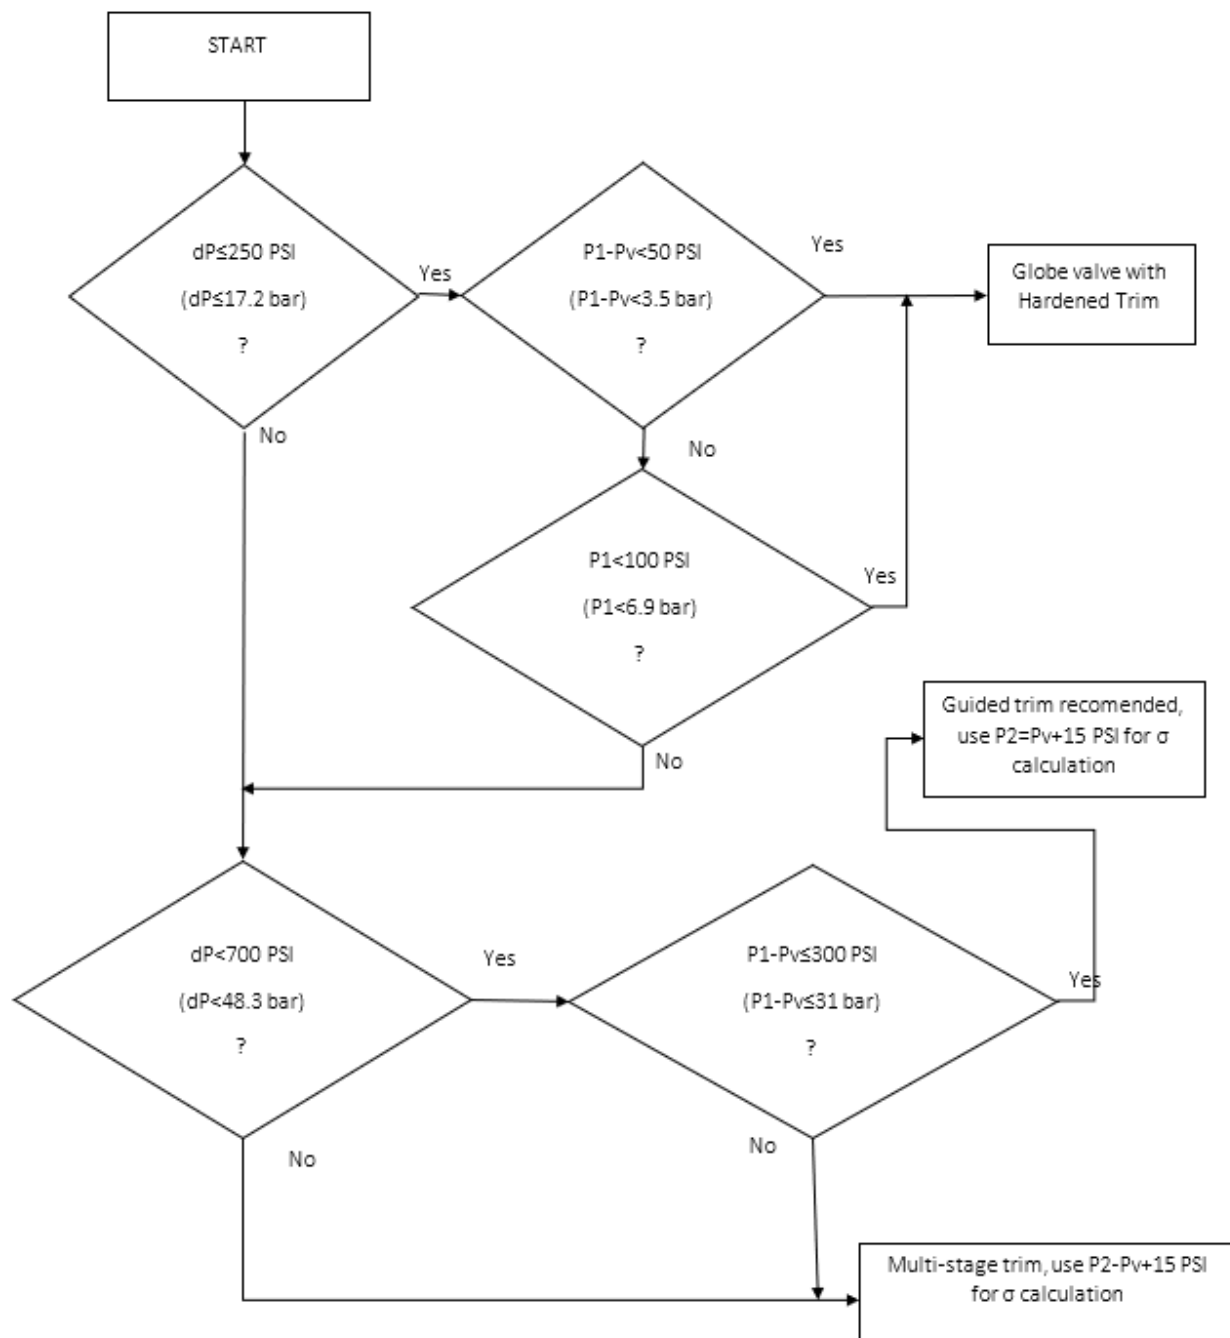 START
dP≤250 PSI
(dP≤17.2 bar)
?
Yes
No
P1-Pv<50 PSI
(P1-Pv<3.5 bar)
?
Yes
No
Globe valve with
Hardened Trim
P1<100 PSI
(P1<6.9 bar)
?
Yes
No
Guided trim recomended,
use P2=Pv+15 PSI for σ
calculation
dP<700 PSI
(dP<48.3 bar)
?
Yes
No
P1-Pv≤300 PSI
(P1-Pv≤31 bar)
?
Yes
No
Multi-stage trim, use P2-Pv+15 PSI
for σ calculation